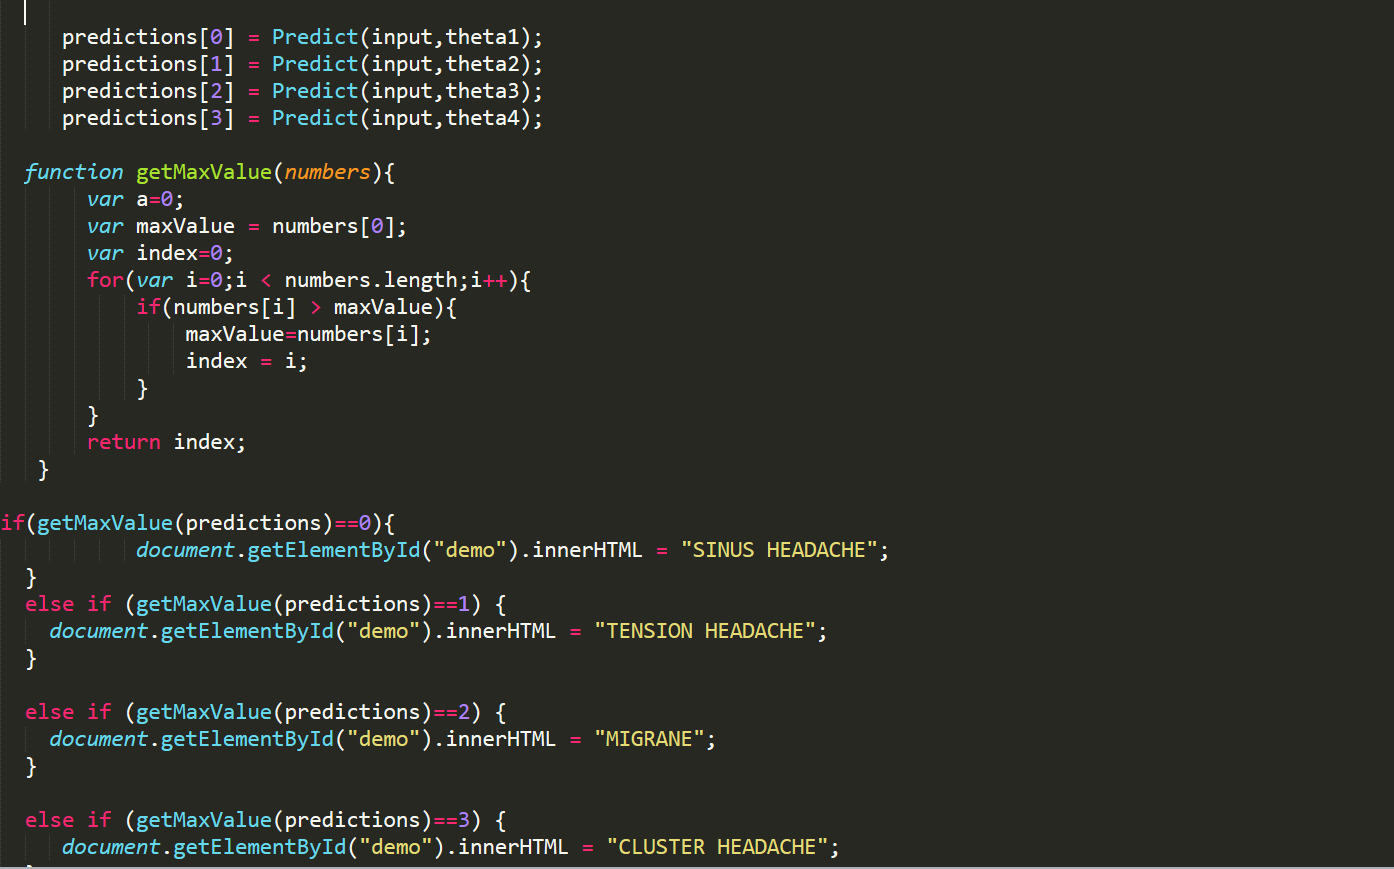 predictions[0] = Predict(input,theta1);
predictions[1] = Predict(input,theta2);
predictions[2] = Predict(input,theta3);
predictions[3] = Predict(input,theta4);
function getMaxValue(numbers){
var a=0;
var maxValue = numbers[0];
var index=0;
for(var i=0;i < numbers.length;i++){
if(numbers[i] > maxValue){
maxValue=numbers[i];
index = i;
}
}
return index;
}
if(getMaxValue(predictions)==0){
document.getElementById("demo").innerHTML = "SINUS HEADACHE";
}
else if (getMaxValue(predictions)==1) {
document.getElementById("demo").innerHTML = "TENSION HEADACHE";
}
else if (getMaxValue(predictions)==2) {
document.getElementById("demo").innerHTML = "MIGRANE";
}
else if (getMaxValue(predictions)==3) {
document.getElementById("demo").innerHTML = "CLUSTER HEADACHE";